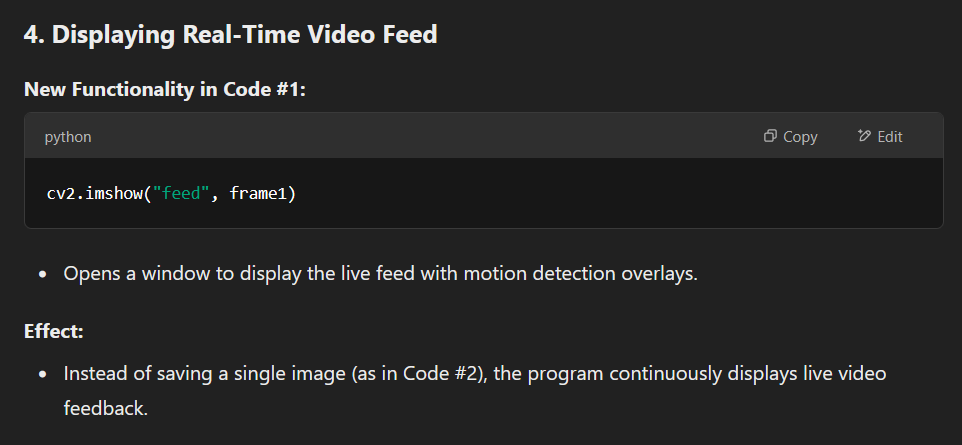 4. Displaying Real-Time Video Feed
New Functionality in Code #1:
python
Copy
Edit
cv2.imshow("feed", frame1)
• Opens a window to display the live feed with motion detection overlays.
Effect:
• Instead of saving a single image (as in Code #2), the program continuously displays live video
feedback.